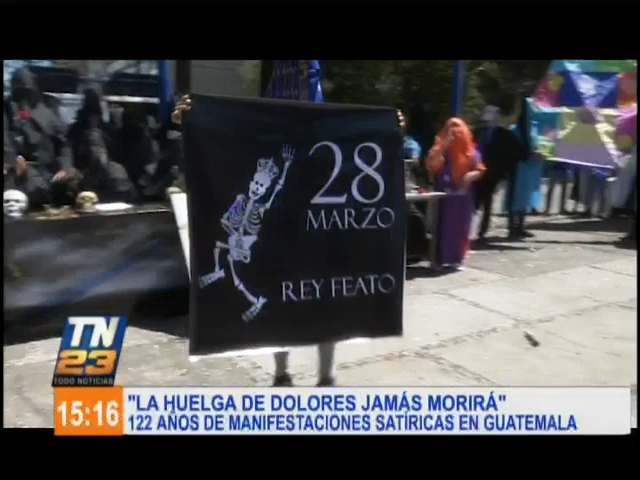 28
MARZO
REY FEATO
TN
23
TODO NOTICIAS
15:16
"LA HUELGA DE DOLORES JAMÁS MORIRÁ"
122 AÑOS DE MANIFESTACIONES SATÍRICAS EN GUATEMALA